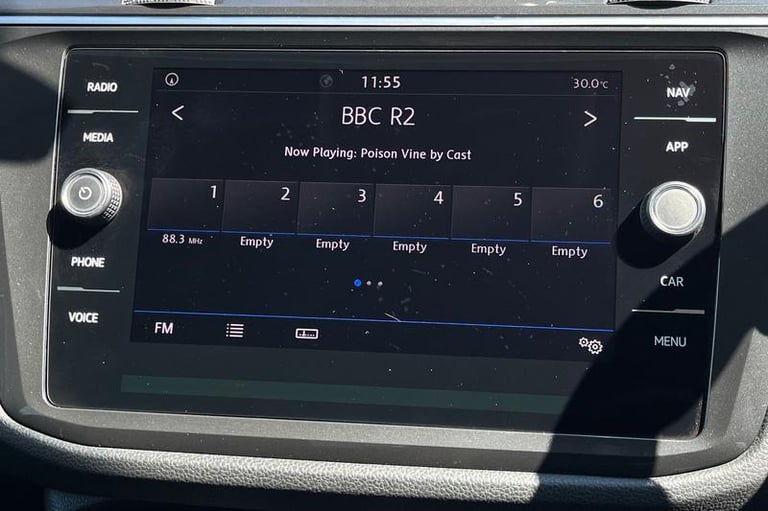 RADIO
MEDIA
PHONE
VOICE
11:55
30.0°C
< BBC R2 >
Now Playing: Poison Vine by Cast
1 2 3 4 5 6
88.3 MHz Empty Empty Empty Empty Empty
FM
NAV
APP
CAR
MENU